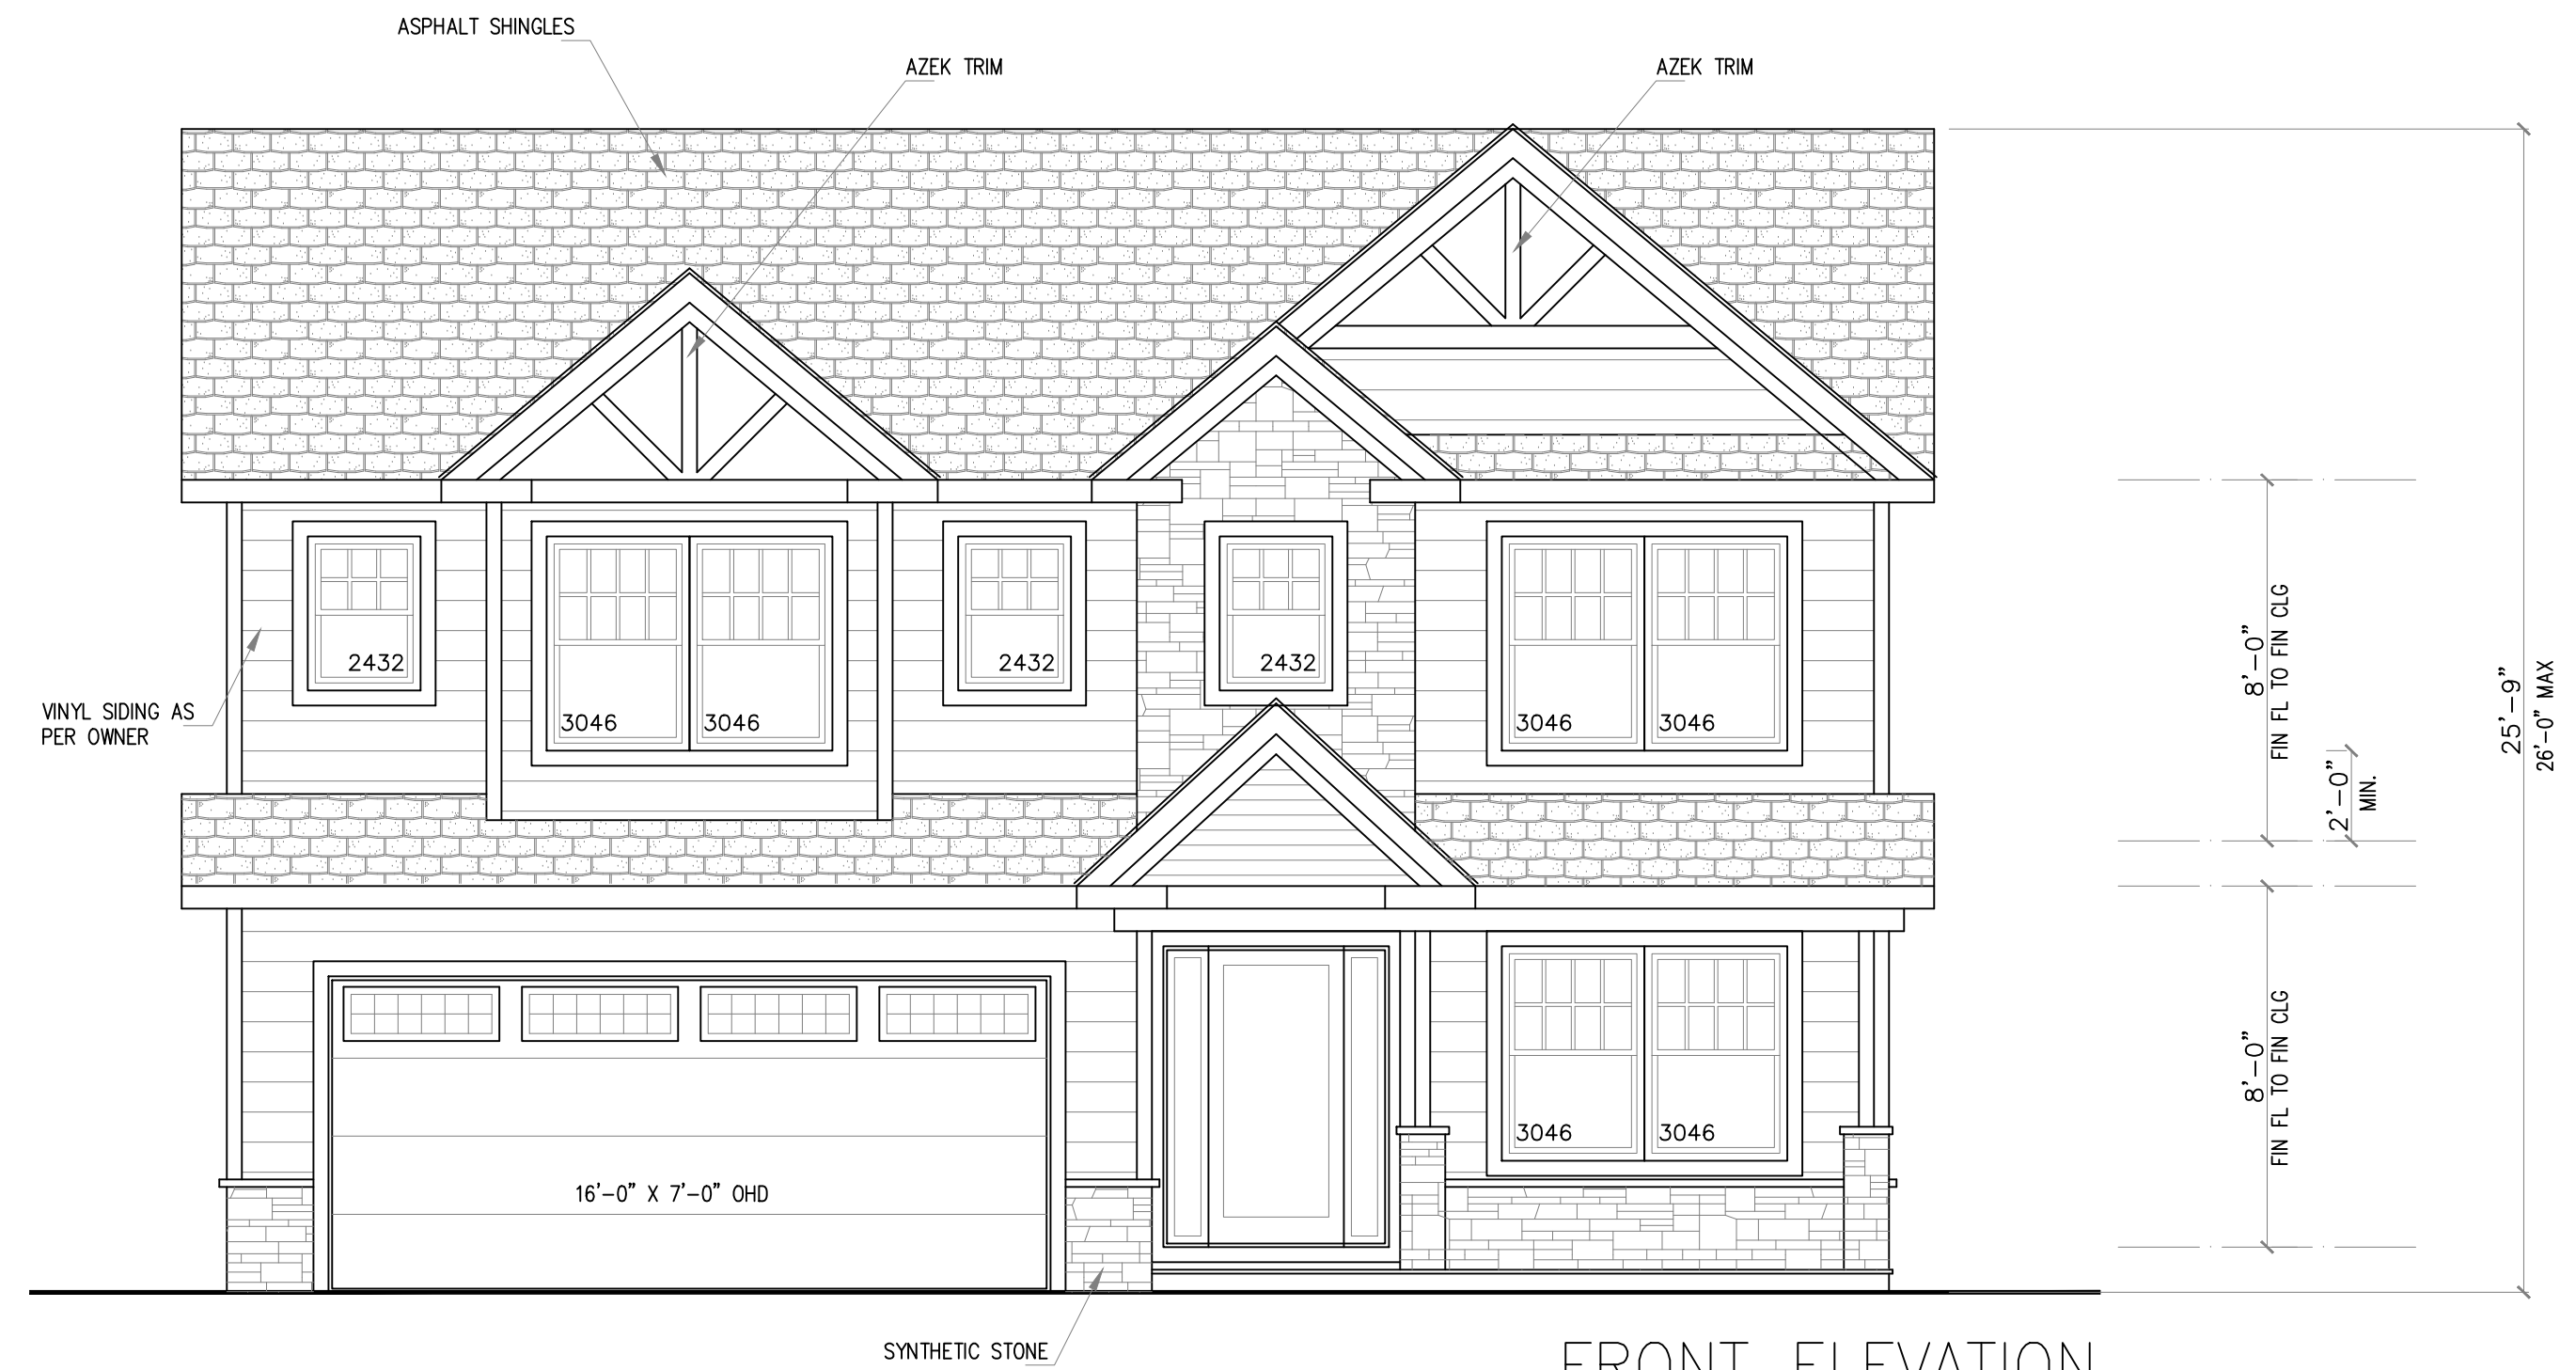 ASPHALT SHINGLES
AZEK TRIM
AZEK TRIM
2432
3046
3046
2432
2432
3046
3046
VINYL SIDING AS
PER OWNER
8'-0"
FIN FL TO FIN CLG
2'-0"
MIN.
25'-9"
26'-0" MAX
3046
3046
8'-0"
FIN FL TO FIN CLG
16'-0" X 7'-0" OHD
SYNTHETIC STONE
FRONT ELEVATION